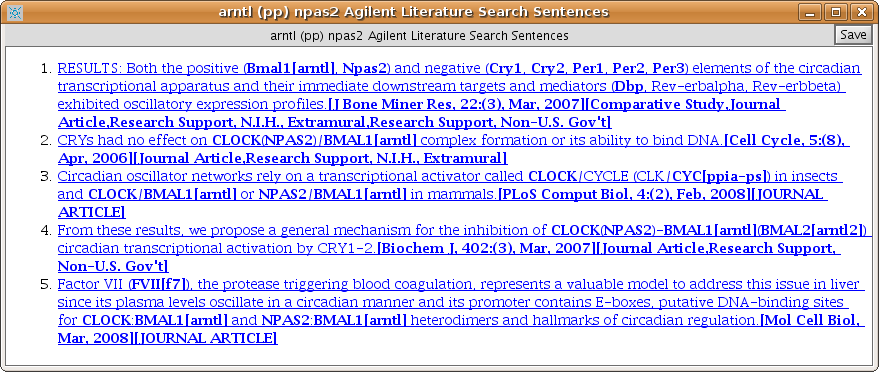 arntl (pp) npas2 Agilent Literature Search Sentences
arntl (pp) npas2 Agilent Literature Search Sentences
Save
1. RESULTS: Both the positive (Bmal1[arntl], Npas2) and negative (Cry1, Cry2, Per1, Per2, Per3) elements of the circadian
transcriptional apparatus and their immediate downstream targets and mediators (Dbp, Rev-erbalpha, Rev-erbbeta)
exhibited oscillatory expression profiles.[J Bone Miner Res, 22:(3), Mar, 2007][Comparative Study,Journal
Article,Research Support, N.I.H., Extramural,Research Support, Non-U.S. Gov't]
2. CRYs had no effect on CLOCK(NPAS2)/BMAL1[arntl] complex formation or its ability to bind DNA.[Cell Cycle, 5:(8),
Apr, 2006][Journal Article,Research Support, N.I.H., Extramural]
3. Circadian oscillator networks rely on a transcriptional activator called CLOCK/CYCLE (CLK/CYC[ppia-ps]) in insects
and CLOCK/BMAL1[arntl] or NPAS2/BMAL1[arntl] in mammals.[PLoS Comput Biol, 4:(2), Feb, 2008][JOURNAL
ARTICLE]
4. From these results, we propose a general mechanism for the inhibition of CLOCK(NPAS2)-BMAL1[arntl](BMAL2[arntl2])
circadian transcriptional activation by CRY1-2.[Biochem J, 402:(3), Mar, 2007][Journal Article,Research Support,
Non-U.S. Gov't]
5. Factor VII (FVII[f7]), the protease triggering blood coagulation, represents a valuable model to address this issue in liver
since its plasma levels oscillate in a circadian manner and its promoter contains E-boxes, putative DNA-binding sites
for CLOCK:BMAL1[arntl] and NPAS2:BMAL1[arntl] heterodimers and hallmarks of circadian regulation.[Mol Cell Biol,
Mar, 2008][JOURNAL ARTICLE]